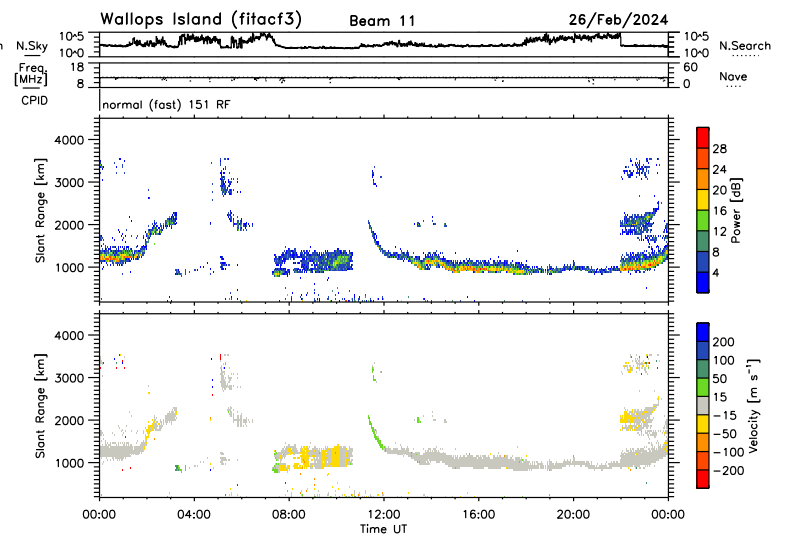 Wallops Island (fitacf3) Beam 11 26/Feb/2024
n N.Sky 10^5 10^0 10^5 10^0 N.Search
Freq. [MHz] 18 8 60 0 Nave
CPID normal (fast) 151 RF
Slant Range [km] 4000 3000 2000 1000
28 24 20 16 12 8 4 Power [dB]
Slant Range [km] 4000 3000 2000 1000
200 100 50 15 -15 -50 -100 -200 Velocity [m s^-1]
00:00 04:00 08:00 12:00 16:00 20:00 00:00
Time UT